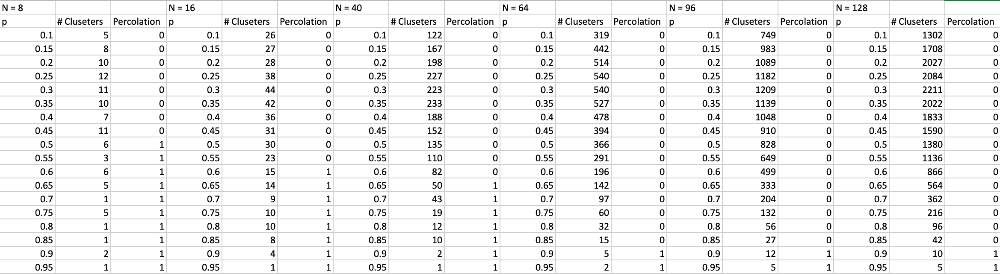 N = 8 N = 16 N = 40 N = 64 N = 96 N = 128
p # Cluseters Percolation p # Cluseters Percolation p # Cluseters Percolation p # Cluseters Percolation p # Cluseters Percolation p # Cluseters Percolation
0.1 5 0 0.1 26 0 0.1 122 0 0.1 319 0 0.1 749 0 0.1 1302 0
0.15 8 0 0.15 27 0 0.15 167 0 0.15 442 0 0.15 983 0 0.15 1708 0
0.2 10 0 0.2 28 0 0.2 198 0 0.2 514 0 0.2 1089 0 0.2 2027 0
0.25 12 0 0.25 38 0 0.25 227 0 0.25 540 0 0.25 1182 0 0.25 2084 0
0.3 11 0 0.3 44 0 0.3 223 0 0.3 540 0 0.3 1209 0 0.3 2211 0
0.35 10 0 0.35 42 0 0.35 233 0 0.35 527 0 0.35 1139 0 0.35 2022 0
0.4 7 0 0.4 36 0 0.4 188 0 0.4 478 0 0.4 1048 0 0.4 1833 0
0.45 11 0 0.45 31 0 0.45 152 0 0.45 394 0 0.45 910 0 0.45 1590 0
0.5 6 1 0.5 30 0 0.5 135 0 0.5 366 0 0.5 828 0 0.5 1380 0
0.55 3 1 0.55 23 0 0.55 110 0 0.55 291 0 0.55 649 0 0.55 1136 0
0.6 6 1 0.6 15 1 0.6 82 0 0.6 196 0 0.6 499 0 0.6 866 0
0.65 5 1 0.65 14 1 0.65 50 1 0.65 142 0 0.65 333 0 0.65 564 0
0.7 1 1 0.7 9 1 0.7 43 1 0.7 97 0 0.7 204 0 0.7 362 0
0.75 5 1 0.75 10 1 0.75 19 1 0.75 60 0 0.75 132 0 0.75 216 0
0.8 1 1 0.8 10 1 0.8 12 1 0.8 32 0 0.8 56 0 0.8 96 0
0.85 1 1 0.85 8 1 0.85 10 1 0.85 15 0 0.85 27 0 0.85 42 0
0.9 2 1 0.9 4 1 0.9 2 1 0.9 5 1 0.9 12 1 0.9 10 1
0.95 1 1 0.95 1 1 0.95 1 1 0.95 2 1 0.95 5 1 0.95 5 1